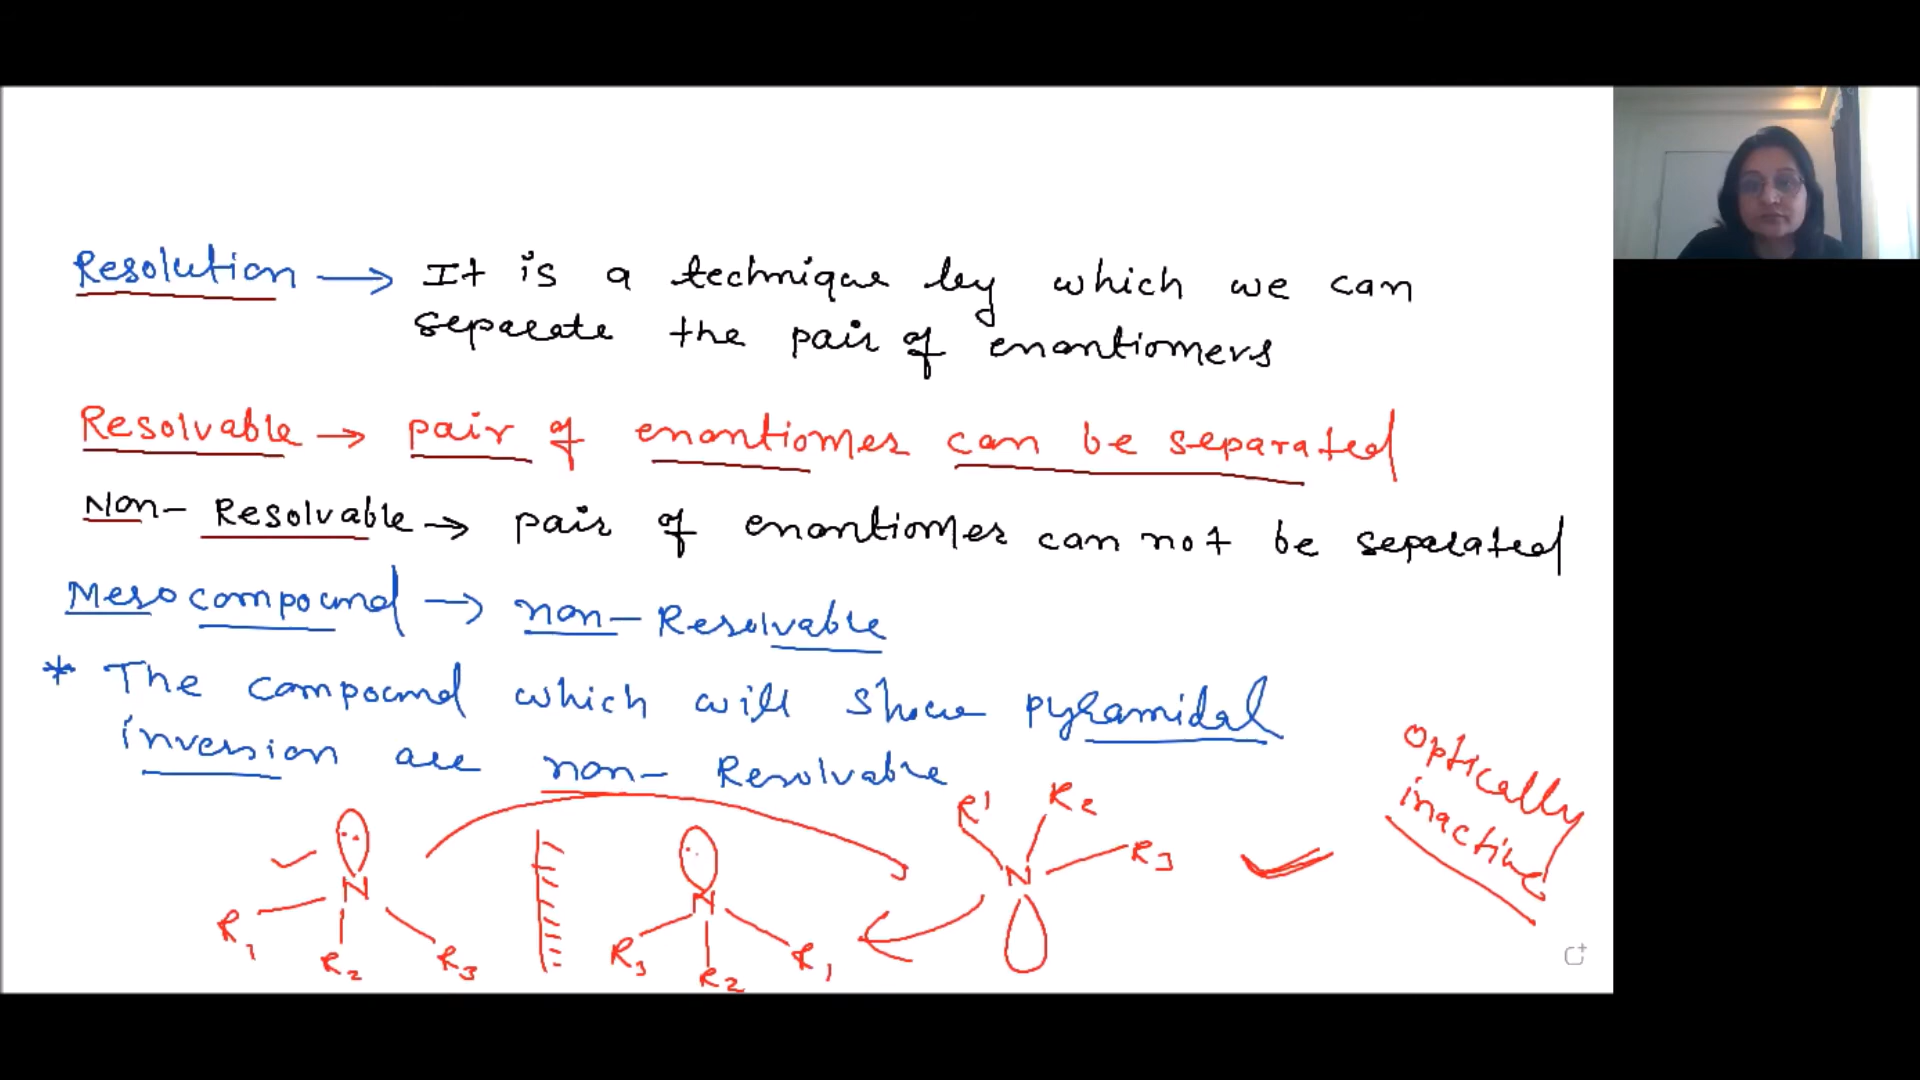 Resolution → It is a technique by which we can
separate the pair of enantiomers
Resolvable → pair of enantiomer can be separated
Non- Resolvable → pair of enantiomer can not be separated
Meso compound → non- Resolvable
* The compound which will show pyramidal
inversion are non- Resolvable
Optically
inactive
R' R2
N R3
N
R1 R2 R3
N
R3 R2 R1